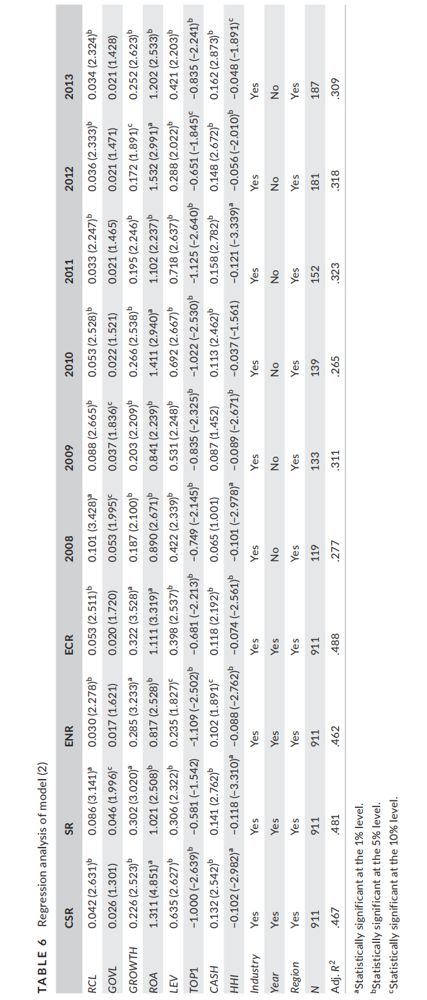 TABLE 6 Regression analysis of model (2)
CSR SR ENR ECR 2008 2009 2010 2011 2012 2013
RCL 0.042 (2.631)b 0.086 (3.141)a 0.030 (2.278)b 0.053 (2.511)b 0.101 (3.428)a 0.088 (2.665)b 0.053 (2.528)b 0.033 (2.247)b 0.036 (2.333)b 0.034 (2.324)b
GOVL 0.026 (1.301) 0.046 (1.996)c 0.017 (1.621) 0.020 (1.720) 0.053 (1.995)c 0.037 (1.836)c 0.022 (1.521) 0.021 (1.465) 0.021 (1.471) 0.021 (1.428)
GROWTH 0.226 (2.523)b 0.302 (3.020)a 0.285 (3.233)a 0.322 (3.528)a 0.187 (2.100)b 0.203 (2.209)b 0.266 (2.538)b 0.195 (2.246)b 0.172 (1.891)c 0.252 (2.623)b
ROA 1.311 (4.851)a 1.021 (2.508)b 0.817 (2.528)b 1.111 (3.319)a 0.890 (2.671)b 0.841 (2.239)b 1.411 (2.940)a 1.102 (2.237)b 1.532 (2.991)a 1.202 (2.533)b
LEV 0.635 (2.627)b 0.306 (2.322)b 0.235 (1.827)c 0.398 (2.537)b 0.422 (2.339)b 0.531 (2.248)b 0.692 (2.667)b 0.718 (2.637)b 0.288 (2.022)b 0.421 (2.203)b
TOP1 −1.000 (−2.639)b −0.581 (−1.542) −1.109 (−2.502)b −0.681 (−2.213)b −0.749 (−2.145)b −0.835 (−2.325)b −1.022 (−2.530)b −1.125 (−2.640)b −0.651 (−1.845)c −0.835 (−2.241)b
CASH 0.132 (2.542)b 0.141 (2.762)b 0.102 (1.891)c 0.118 (2.192)b 0.065 (1.001) 0.087 (1.452) 0.113 (2.462)b 0.158 (2.782)b 0.148 (2.672)b 0.162 (2.873)b
HHI −0.102 (−2.982)a −0.118 (−3.310)a −0.088 (−2.762)b −0.074 (−2.561)b −0.101 (−2.978)a −0.089 (−2.671)b −0.037 (−1.561) −0.121 (−3.339)a −0.056 (−2.010)b −0.048 (−1.891)c
Industry Yes Yes Yes Yes Yes Yes Yes Yes Yes Yes
Year Yes Yes Yes Yes No No No No No No
Region Yes Yes Yes Yes Yes Yes Yes Yes Yes Yes
N 911 911 911 911 119 133 139 152 181 187
Adj. R2 .467 .481 .462 .488 .277 .311 .265 .323 .318 .309
aStatistically significant at the 1% level.
bStatistically significant at the 5% level.
cStatistically significant at the 10% level.